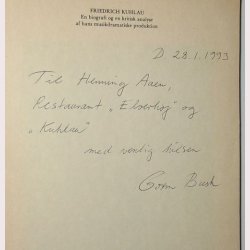 FRIEDRICH KUHLAU
En biografi og en kritisk analyse
af hans musikdramatiske produktion
D. 28.1.1993
Til Henning Aaen,
Restaurant „Elverhøj“ og
„Kuhlau“
med venlig hilsen
Gorm Busk